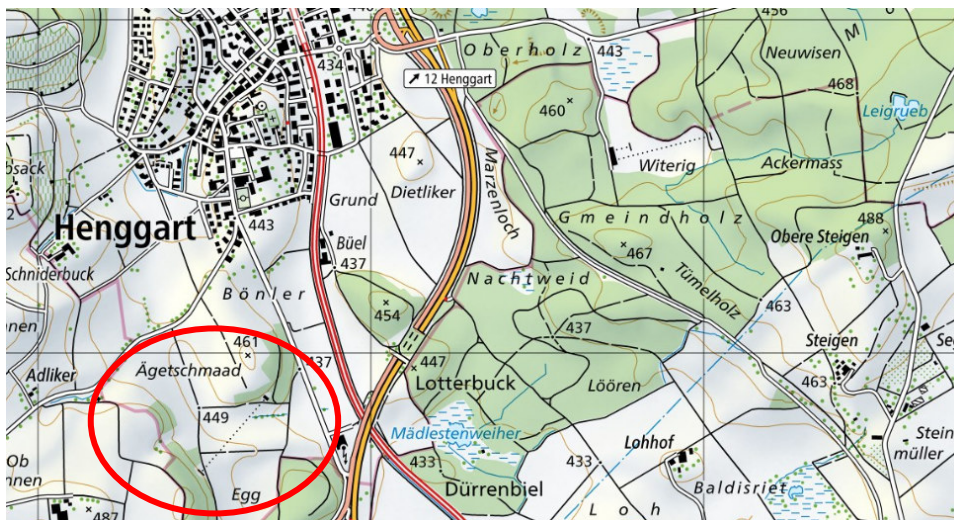 440
456
M
o
Oberholz
443
Neuwisen
434
12 Henggart
468
Leigrueb
460
447
Dietliker
Marzenloch
Witerig
Ackermass
Grund
Gmeindholz
488
Henggart
443
Büel
437
467
Obere Steigen
Schniderbuck
Bönler
Nachtweid
Tümelholz
463
454
437
461
437
447
Steigen
Adliker
Ägetschmaad
Lotterbuck
Löören
463
449
Mädlestenweiher
Lohhof
Stein
müller
Ob
nnen
433
433
Egg
Dürrenbiel
Baldisriet
487
Loh